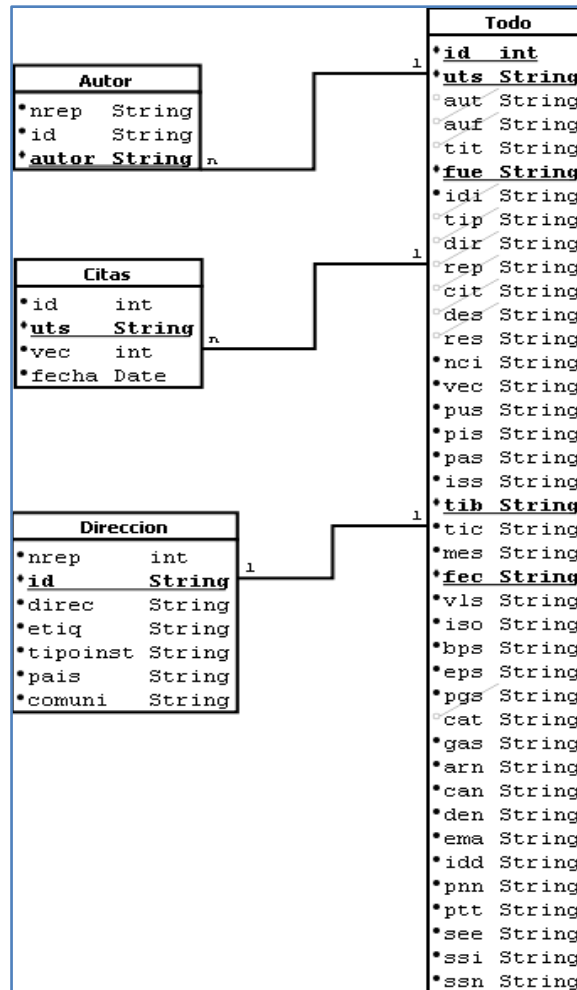 Autor
nrep String
id String
autor String
n
1
Citas
id int
uts String
vec int
fecha Date
n
1
Direccion
nrep int
id String
direc String
etiq String
tipoinst String
pais String
comuni String
1
1
Todo
id int
uts String
aut String
auf String
tit String
fue String
idi String
tip String
dir String
rep String
cit String
des String
res String
nci String
vec String
pus String
pis String
pas String
iss String
tib String
tic String
mes String
fec String
vls String
iso String
bps String
eps String
pgs String
cat String
gas String
arn String
can String
den String
ema String
idd String
pnn String
ptt String
see String
ssi String
ssn String